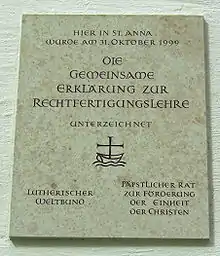 HIER IN ST. ANNA
WURDE AM 31. OKTOBER 1999
DIE
GEMEINSAME
ERKLÄRUNG ZUR
RECHTFERTIGUNGSLEHRE
UNTERZEICHNET
LUTHERISCHER
WELTBUND
PÄPSTLICHER RAT
ZUR FÖRDERUNG
DER EINHEIT
DER CHRISTEN